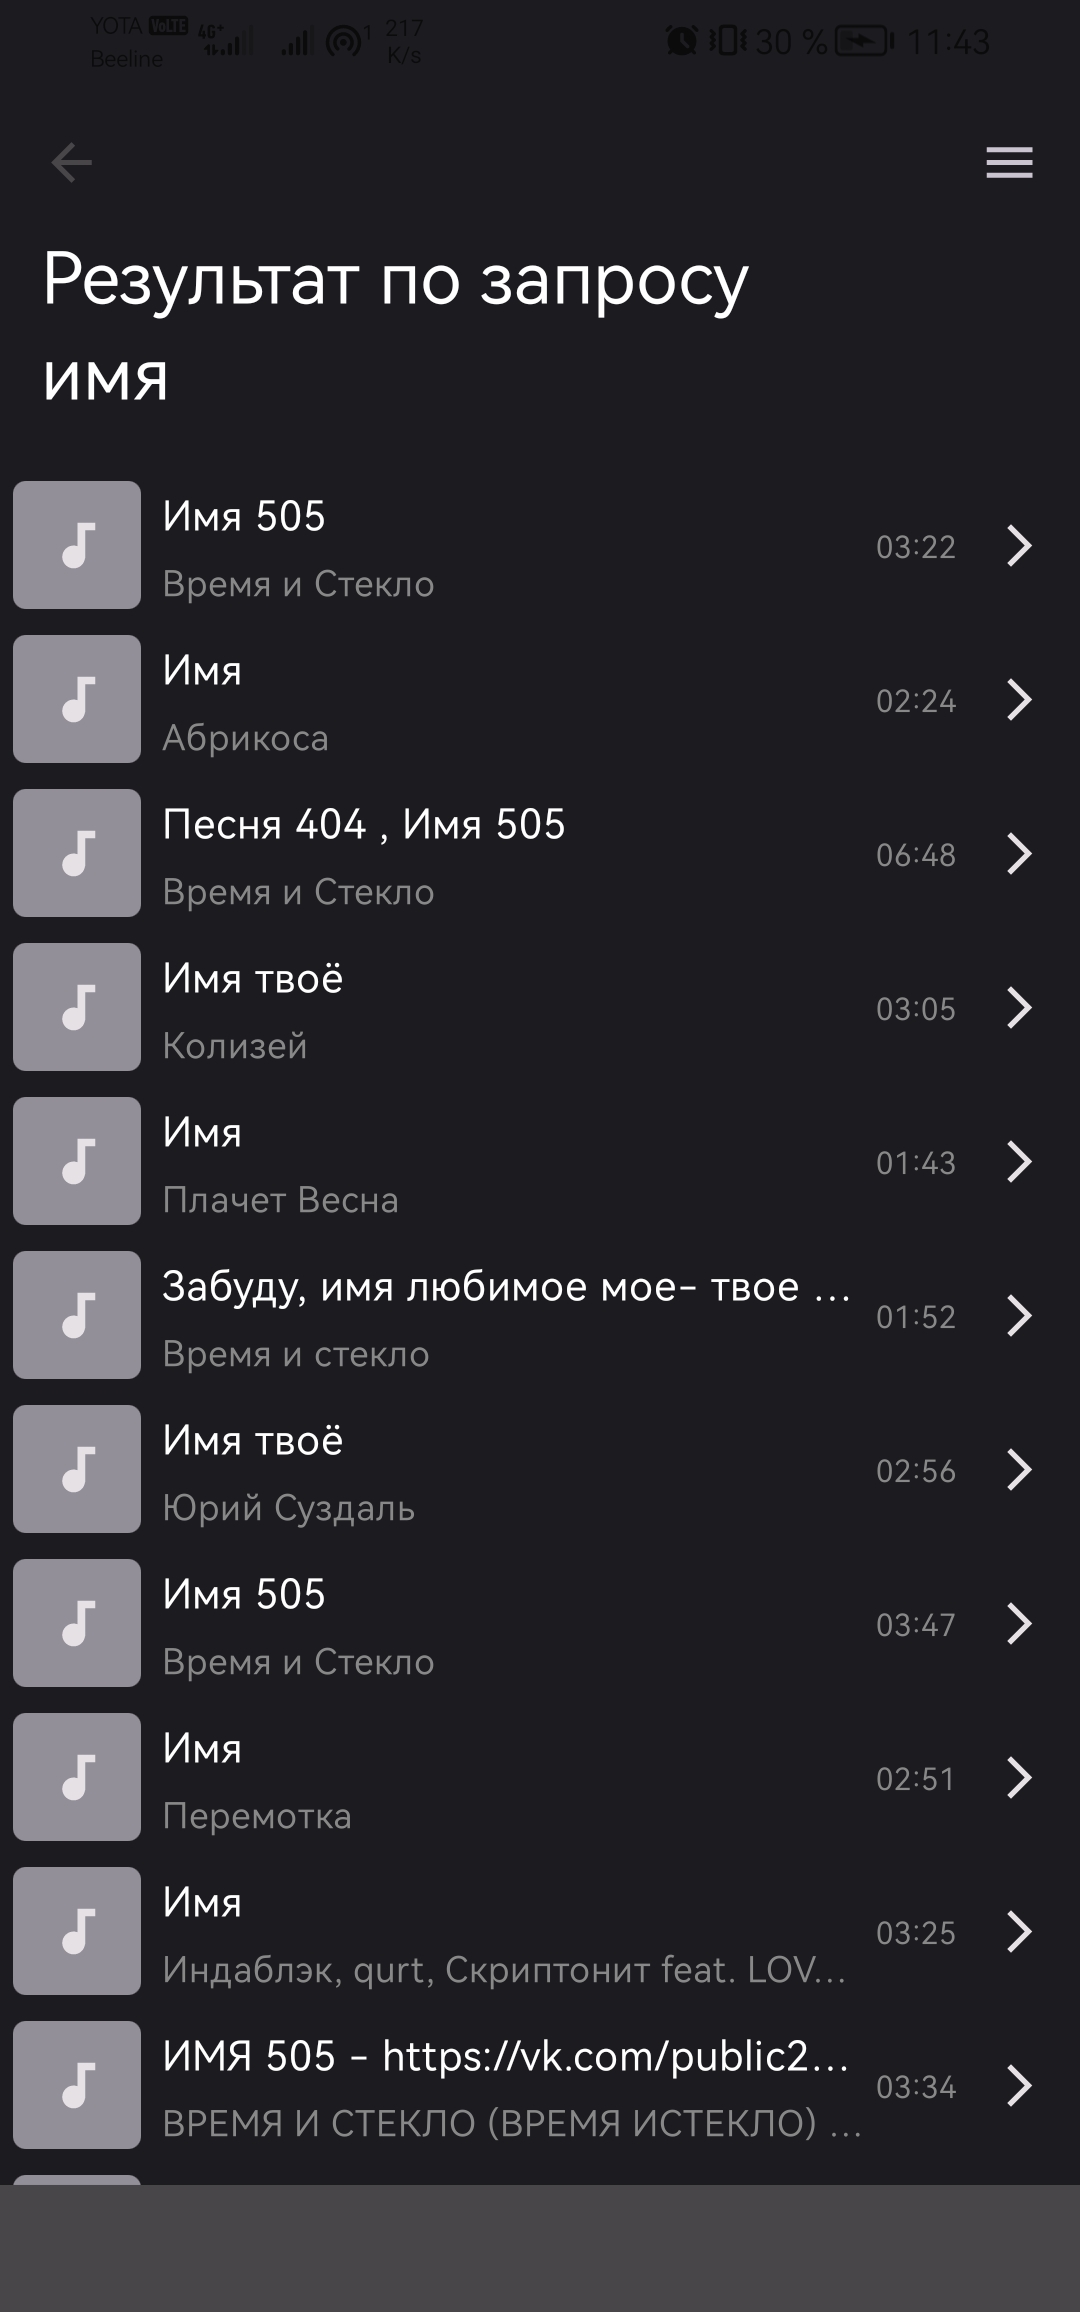 YOTA VoLTE 4G+ 1 217 K/s 30 % 11:43
Beeline
Результат по запросу
имя
Имя 505
03:22
Время и Стекло
Имя
02:24
Абрикоса
Песня 404 , Имя 505
06:48
Время и Стекло
Имя твоё
03:05
Колизей
Имя
01:43
Плачет Весна
Забуду, имя любимое мое- твое ...
01:52
Время и стекло
Имя твоё
02:56
Юрий Суздаль
Имя 505
03:47
Время и Стекло
Имя
02:51
Перемотка
Имя
03:25
Индаблэк, qurt, Скриптонит feat. LOV...
ИМЯ 505 - https://vk.com/public2...
03:34
ВРЕМЯ И СТЕКЛО (ВРЕМЯ ИСТЕКЛО) ...